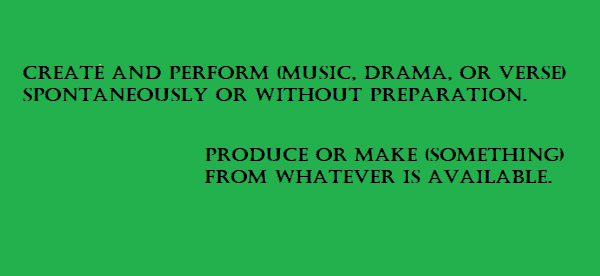 CREATE AND PERFORM (MUSIC, DRAMA, OR VERSE)
SPONTANEOUSLY OR WITHOUT PREPARATION.
PRODUCE OR MAKE (SOMETHING)
FROM WHATEVER IS AVAILABLE.